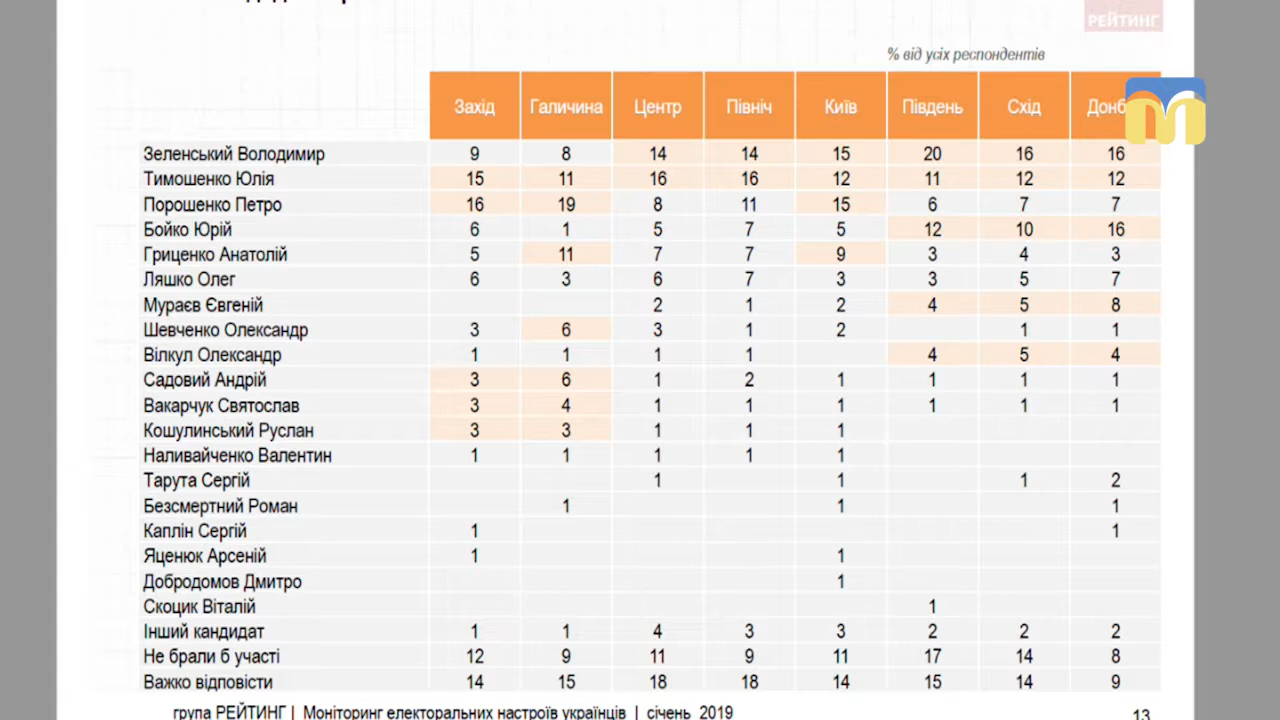 РЕЙТИНГ
% від усіх респондентів
Захід Галичина Центр Північ Київ Південь Схід
Зеленський Володимир 9 8 14 14 15 20 16 16
Тимошенко Юлія 15 11 16 16 12 11 12 12
Порошенко Петро 16 19 8 11 15 6 7 7
Бойко Юрій 6 1 5 7 5 12 10 16
Гриценко Анатолій 5 11 7 7 9 3 4 3
Ляшко Олег 6 3 6 7 3 3 5 7
Мураєв Євгеній 2 1 2 4 5 8
Шевченко Олександр 3 6 3 1 2 1 1
Вілкул Олександр 1 1 1 1 4 5 4
Садовий Андрій 3 6 1 2 1 1 1 1
Вакарчук Святослав 3 4 1 1 1 1 1 1
Кошулинський Руслан 3 3 1 1 1
Наливайченко Валентин 1 1 1 1 1
Тарута Сергій 1 1 1 2
Безсмертний Роман 1 1 1
Каплін Сергій 1 1
Яценюк Арсеній 1 1
Добродомов Дмитро 1
Скоцик Віталій 1
Інший кандидат 1 1 4 3 3 2 2 2
Не брали б участі 12 9 11 9 11 17 14 8
Важко відповісти 14 15 18 18 14 15 14 9
група РЕЙТИНГ | Моніторинг електоральних настроїв українців | січень 2019 13